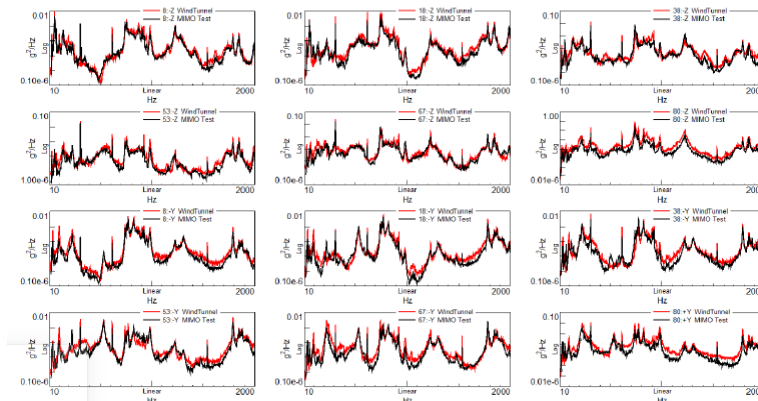 0.01 8:-Z WindTunnel
8:-Z MIMO Test
g²/Hz Log
0.10e-6
10 Linear 2000
Hz
0.01 18:-Z WindTunnel
18:-Z MIMO Test
g²/Hz Log
0.10e-6
10 Linear 2000
Hz
0.10 38:-Z WindTunnel
38:-Z MIMO Test
g²/Hz Log
0.10e-6
10 Linear 200
Hz
0.10 53:-Z WindTunnel
53:-Z MIMO Test
g²/Hz Log
1.00e-6
10 Linear 2000
Hz
0.10 67:-Z WindTunnel
67:-Z MIMO Test
g²/Hz Log
0.10e-6
10 Linear 2000
Hz
1.00 80:-Z WindTunnel
80:-Z MIMO Test
g²/Hz Log
0.01e-6
10 Linear 2000
Hz
0.01 8:-Y WindTunnel
8:-Y MIMO Test
g²/Hz Log
0.10e-6
10 Linear 2000
Hz
0.01 18:-Y WindTunnel
18:-Y MIMO Test
g²/Hz Log
0.10e-6
10 Linear 2000
Hz
0.01 38:-Y WindTunnel
38:-Y MIMO Test
g²/Hz Log
0.10e-6
10 Linear 2000
Hz
0.01 53:-Y WindTunnel
53:-Y MIMO Test
g²/Hz Log
0.10e-6
10 Linear 2000
Hz
0.01 67:-Y WindTunnel
67:-Y MIMO Test
g²/Hz Log
0.10e-6
10 Linear 2000
Hz
0.10 80:+Y WindTunnel
80:+Y MIMO Test
g²/Hz Log
0.01e-6
10 Linear 2000
Hz